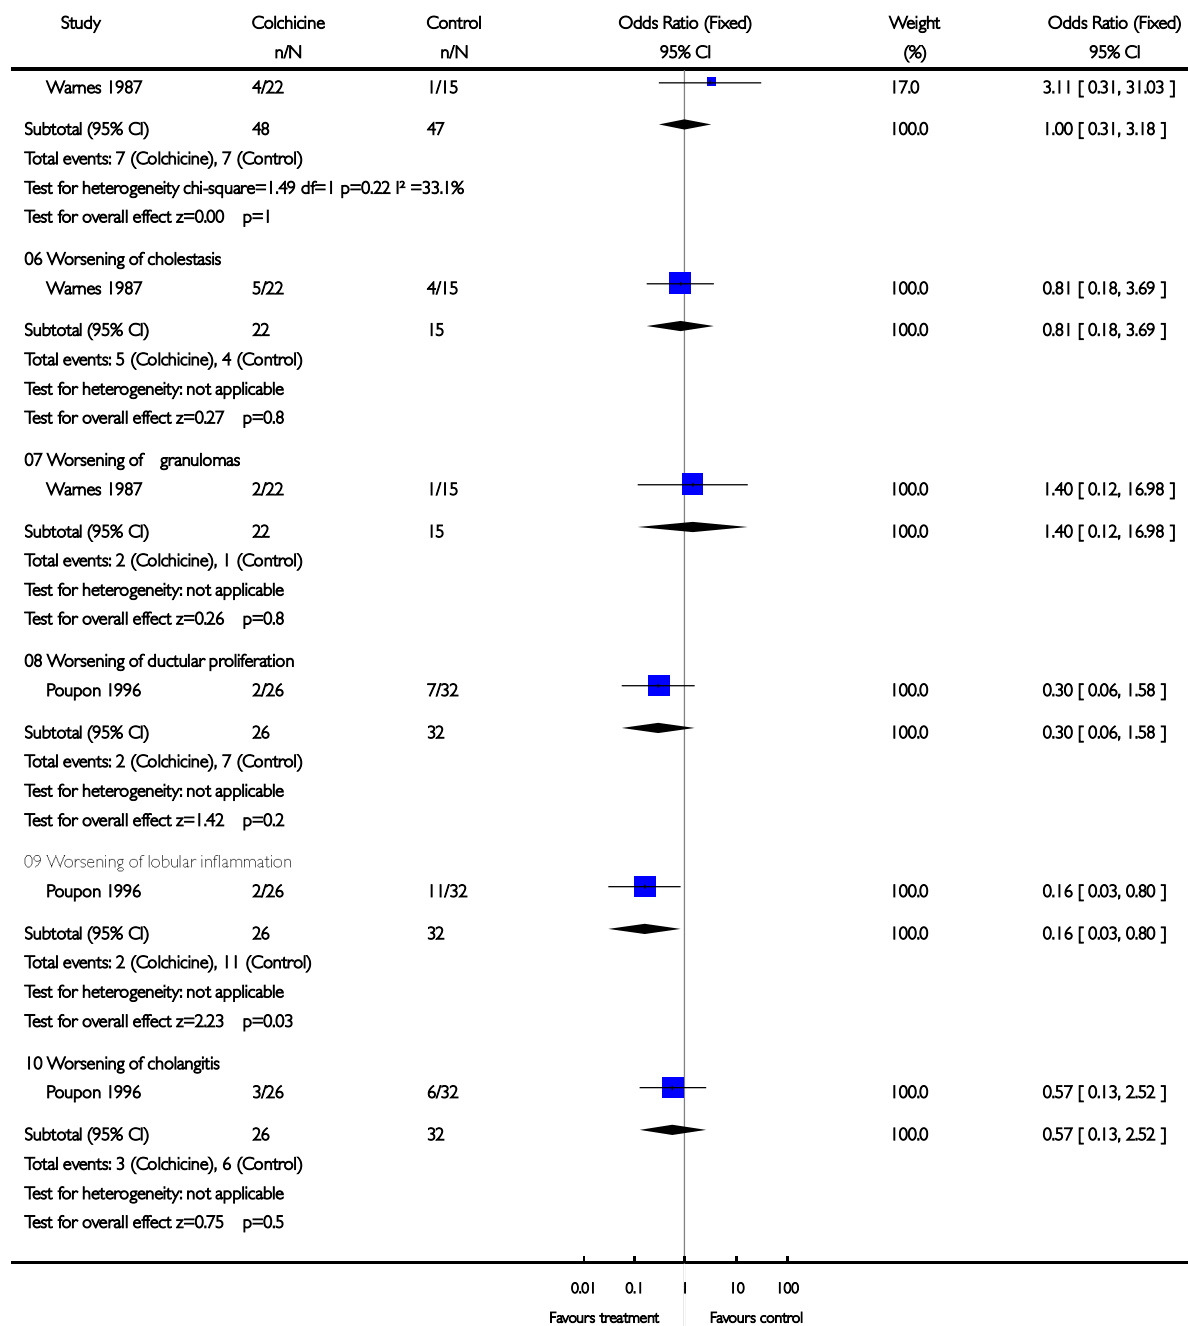 Study Colchicine Control Odds Ratio (Fixed) Weight Odds Ratio (Fixed)
n/N n/N 95% CI (%) 95% CI
Warnes 1987 4/22 1/15 17.0 3.11 [ 0.31, 31.03 ]
Subtotal (95% CI) 48 47 100.0 1.00 [ 0.31, 3.18 ]
Total events: 7 (Colchicine), 7 (Control)
Test for heterogeneity chi-square=1.49 df=1 p=0.22 I² =33.1%
Test for overall effect z=0.00 p=1
06 Worsening of cholestasis
Warnes 1987 5/22 4/15 100.0 0.81 [ 0.18, 3.69 ]
Subtotal (95% CI) 22 15 100.0 0.81 [ 0.18, 3.69 ]
Total events: 5 (Colchicine), 4 (Control)
Test for heterogeneity: not applicable
Test for overall effect z=0.27 p=0.8
07 Worsening of granulomas
Warnes 1987 2/22 1/15 100.0 1.40 [ 0.12, 16.98 ]
Subtotal (95% CI) 22 15 100.0 1.40 [ 0.12, 16.98 ]
Total events: 2 (Colchicine), 1 (Control)
Test for heterogeneity: not applicable
Test for overall effect z=0.26 p=0.8
08 Worsening of ductular proliferation
Poupon 1996 2/26 7/32 100.0 0.30 [ 0.06, 1.58 ]
Subtotal (95% CI) 26 32 100.0 0.30 [ 0.06, 1.58 ]
Total events: 2 (Colchicine), 7 (Control)
Test for heterogeneity: not applicable
Test for overall effect z=1.42 p=0.2
09 Worsening of lobular inflammation
Poupon 1996 2/26 11/32 100.0 0.16 [ 0.03, 0.80 ]
Subtotal (95% CI) 26 32 100.0 0.16 [ 0.03, 0.80 ]
Total events: 2 (Colchicine), 11 (Control)
Test for heterogeneity: not applicable
Test for overall effect z=2.23 p=0.03
10 Worsening of cholangitis
Poupon 1996 3/26 6/32 100.0 0.57 [ 0.13, 2.52 ]
Subtotal (95% CI) 26 32 100.0 0.57 [ 0.13, 2.52 ]
Total events: 3 (Colchicine), 6 (Control)
Test for heterogeneity: not applicable
Test for overall effect z=0.75 p=0.5
0.01 0.1 1 10 100
Favours treatment Favours control